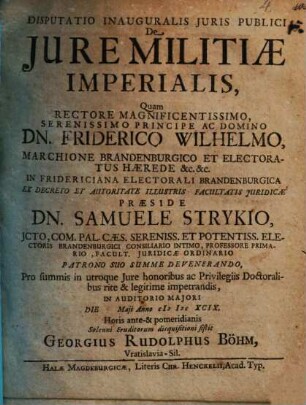 DISPUTATIO INAUGURALIS JURIS PUBLICI
De
JURE MILITIÆ
IMPERIALIS,
Quam
RECTORE MAGNIFICENTISSIMO,
SERENISSIMO PRINCIPE AC DOMINO
DN. FRIDERICO WILHELMO,
MARCHIONE BRANDENBURGICO ET ELECTORA-
TUS HÆREDE &c. &c.
IN FRIDERICIANA ELECTORALI BRANDENBURGICA
EX DECRETO ET AUTORITATE ILLUSTRIS FACULTATIS JURIDICÆ
PRÆSIDE
DN. SAMUELE STRYKIO,
JCTO, COM. PAL. CÆS. SERENISS. ET POTENTISS. ELE-
CTORIS BRANDENBURGICI CONSILIARIO INTIMO, PROFESSORE PRIMA-
RIO, FACULT. JURIDICÆ ORDINARIO
PATRONO SUO SUMME DEVENERANDO,
Pro summis in utroque Jure honoribus ac Privilegiis Doctorali-
bus rite & legitime impetrandis,
IN AUDITORIO MAJORI
DIE Maji Anno cIɔ Iɔc XCIX.
Horis ante- & pomeridianis
Solenni Eruditorum disquisitioni sistit
GEORGIUS RUDOLPHUS BÖHM,
Vratislavia-Sil.
HALÆ MAGDEBURGICÆ, Literis CHR. HENCKELII, Acad. Typ.